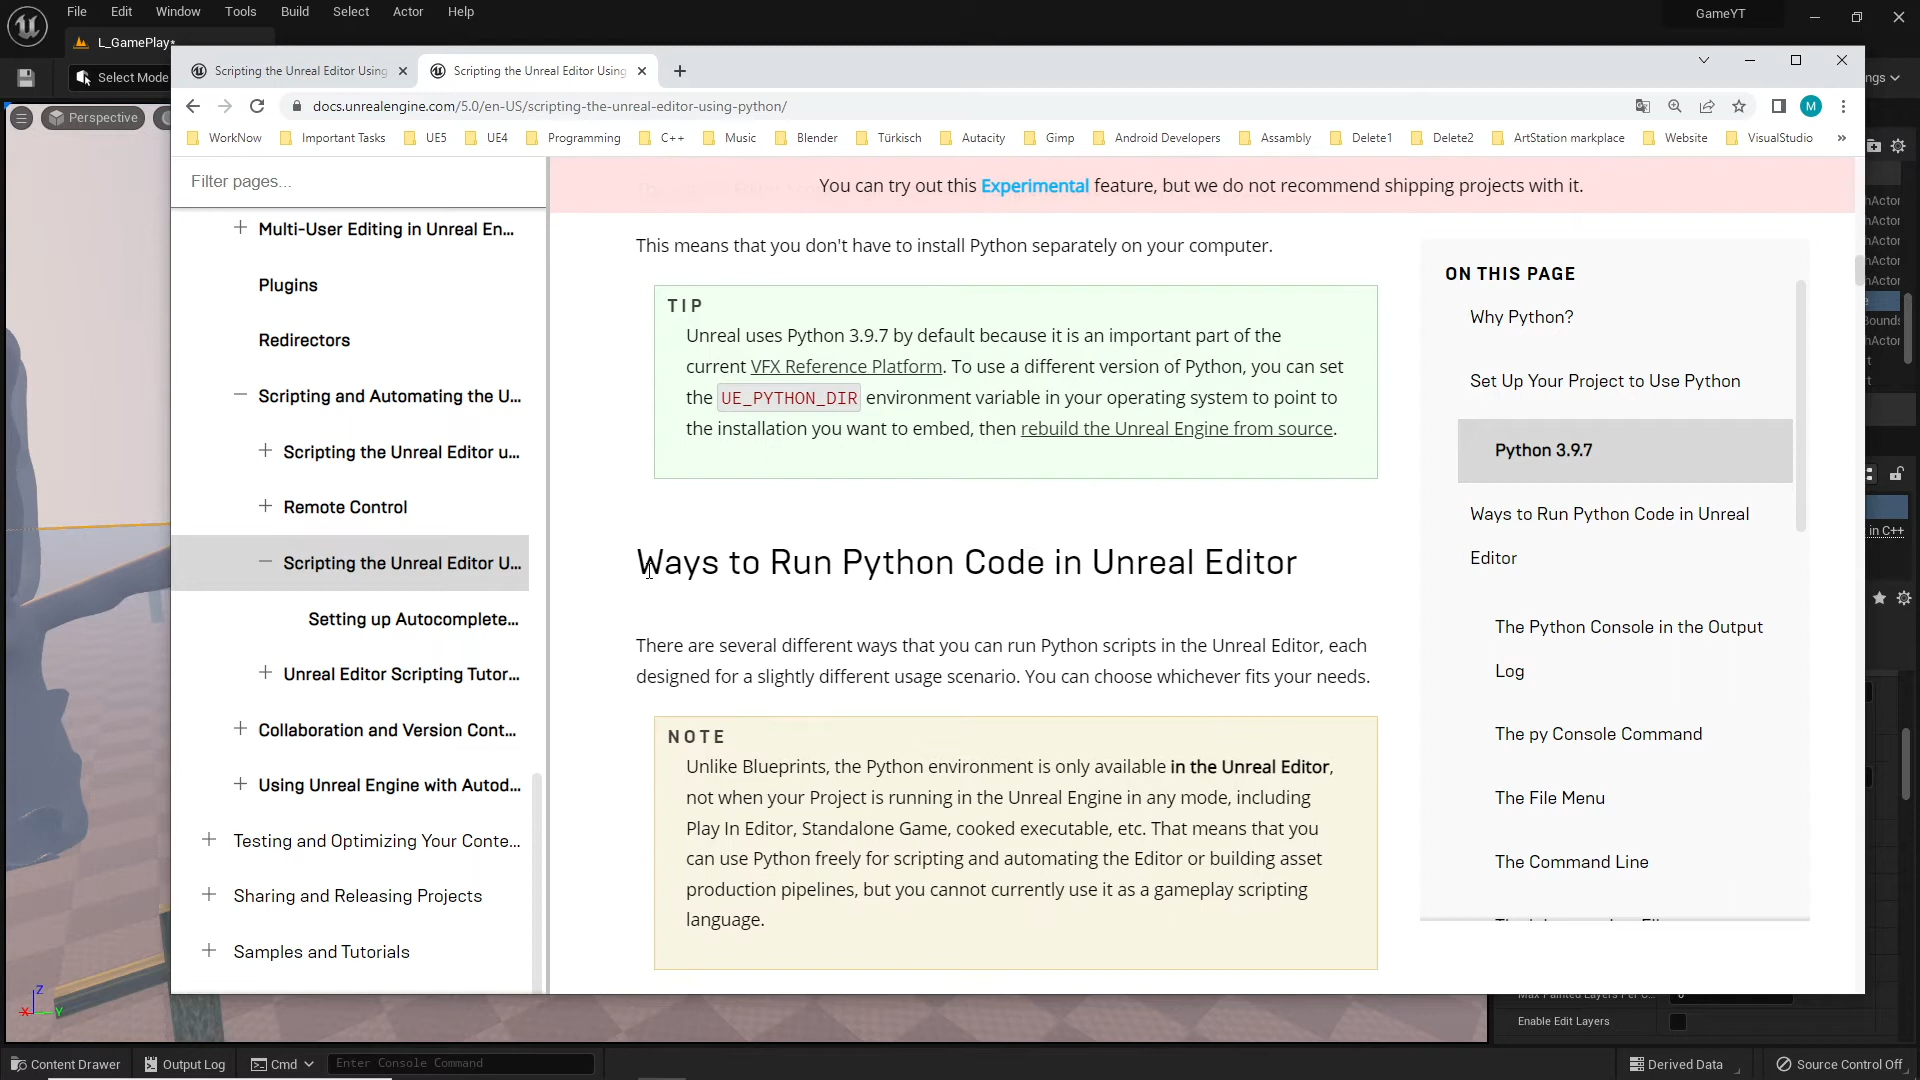 File Edit Window Tools Build Select Actor Help
GameYT
L_GamePlay*
Select Mode
Perspective
Scripting the Unreal Editor Using
Scripting the Unreal Editor Using
docs.unrealengine.com/5.0/en-US/scripting-the-unreal-editor-using-python/
M
WorkNow Important Tasks UE5 UE4 Programming C++ Music Blender Türkisch Autacity Gimp Android Developers Assambly Delete1 Delete2 ArtStation markplace Website VisualStudio »
Filter pages...
Multi-User Editing in Unreal En...
Plugins
Redirectors
Scripting and Automating the U...
Scripting the Unreal Editor u...
Remote Control
Scripting the Unreal Editor U...
Setting up Autocomplete...
Unreal Editor Scripting Tutor...
Collaboration and Version Cont...
Using Unreal Engine with Autod...
Testing and Optimizing Your Conte...
Sharing and Releasing Projects
Samples and Tutorials
You can try out this Experimental feature, but we do not recommend shipping projects with it.
This means that you don't have to install Python separately on your computer.
TIP
Unreal uses Python 3.9.7 by default because it is an important part of the
current VFX Reference Platform. To use a different version of Python, you can set
the UE_PYTHON_DIR environment variable in your operating system to point to
the installation you want to embed, then rebuild the Unreal Engine from source.
Ways to Run Python Code in Unreal Editor
There are several different ways that you can run Python scripts in the Unreal Editor, each
designed for a slightly different usage scenario. You can choose whichever fits your needs.
NOTE
Unlike Blueprints, the Python environment is only available in the Unreal Editor,
not when your Project is running in the Unreal Engine in any mode, including
Play In Editor, Standalone Game, cooked executable, etc. That means that you
can use Python freely for scripting and automating the Editor or building asset
production pipelines, but you cannot currently use it as a gameplay scripting
language.
ON THIS PAGE
Why Python?
Set Up Your Project to Use Python
Python 3.9.7
Ways to Run Python Code in Unreal
Editor
The Python Console in the Output
Log
The py Console Command
The File Menu
The Command Line
ngs
nActor
nActor
nActor
nActor
nActor
Bounds
nActor
in C++
Enable Edit Layers
Z
X
Y
Content Drawer Output Log Cmd Enter Console Command
Derived Data Source Control Off